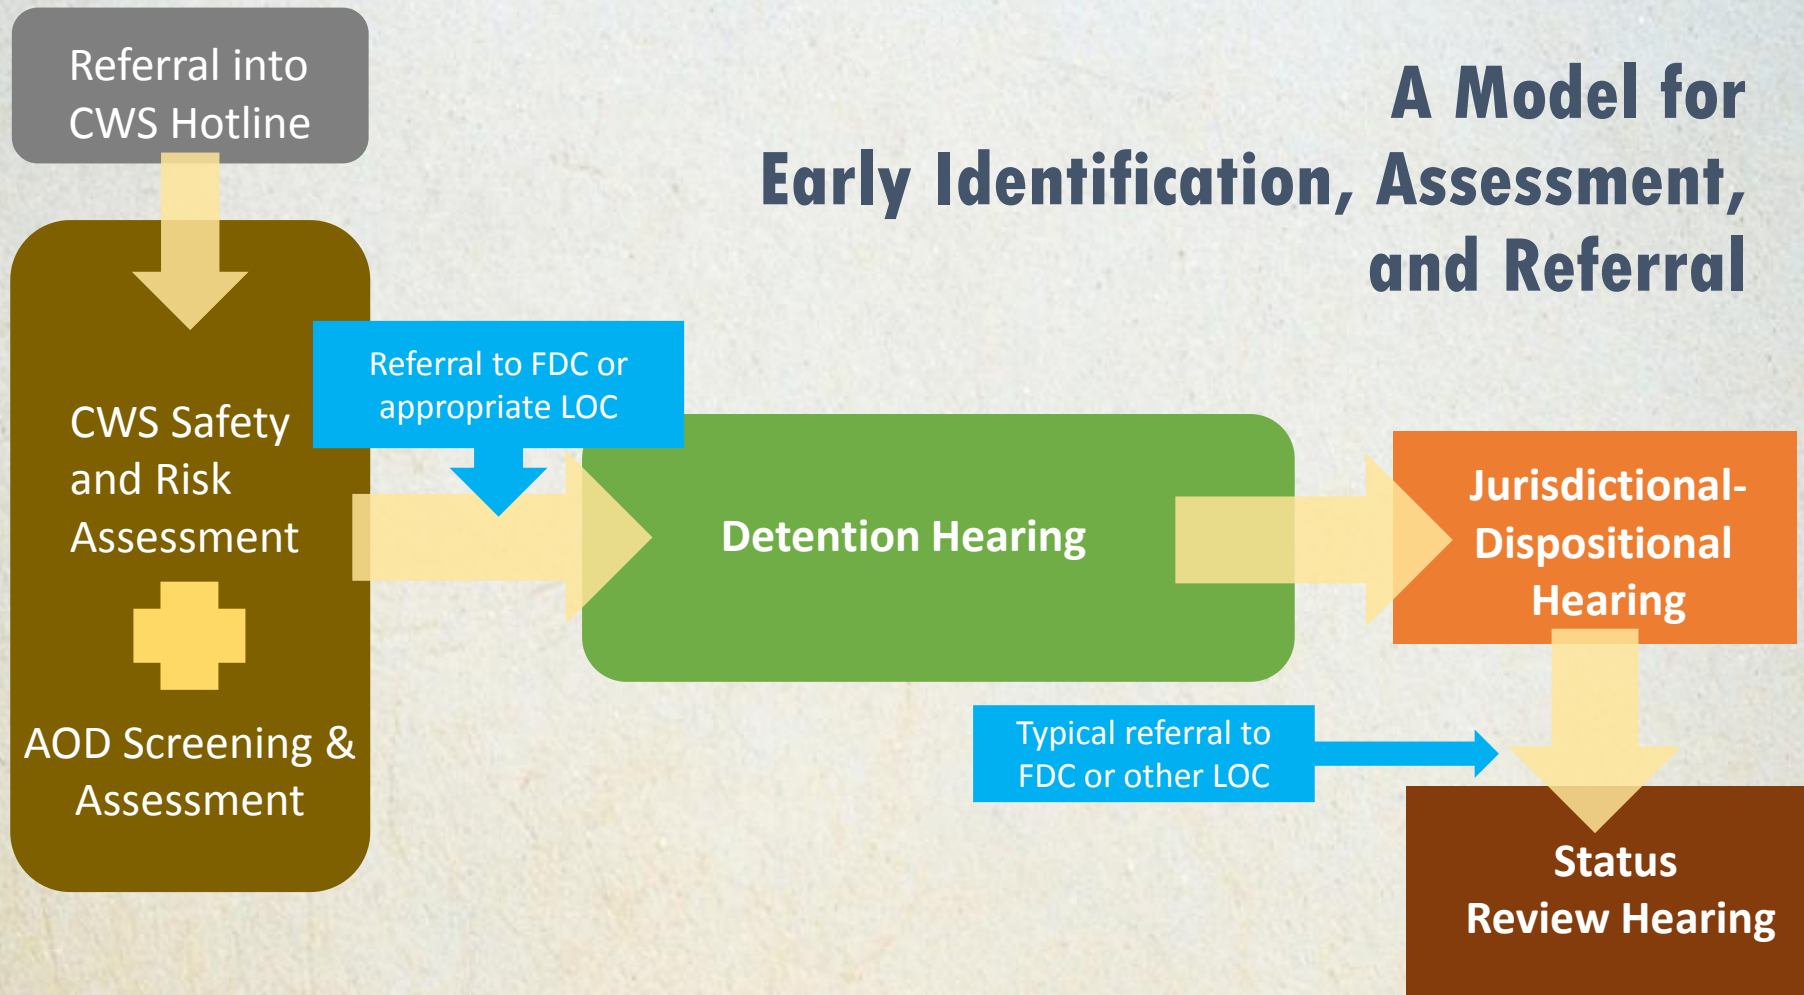 Referral into
CWS Hotline
A Model for
Early Identification, Assessment,
and Referral
Referral to FDC or
appropriate LOC
CWS Safety
and Risk
Assessment
AOD Screening &
Assessment
Detention Hearing
Jurisdictional-
Dispositional
Hearing
Typical referral to
FDC or other LOC
Status
Review Hearing